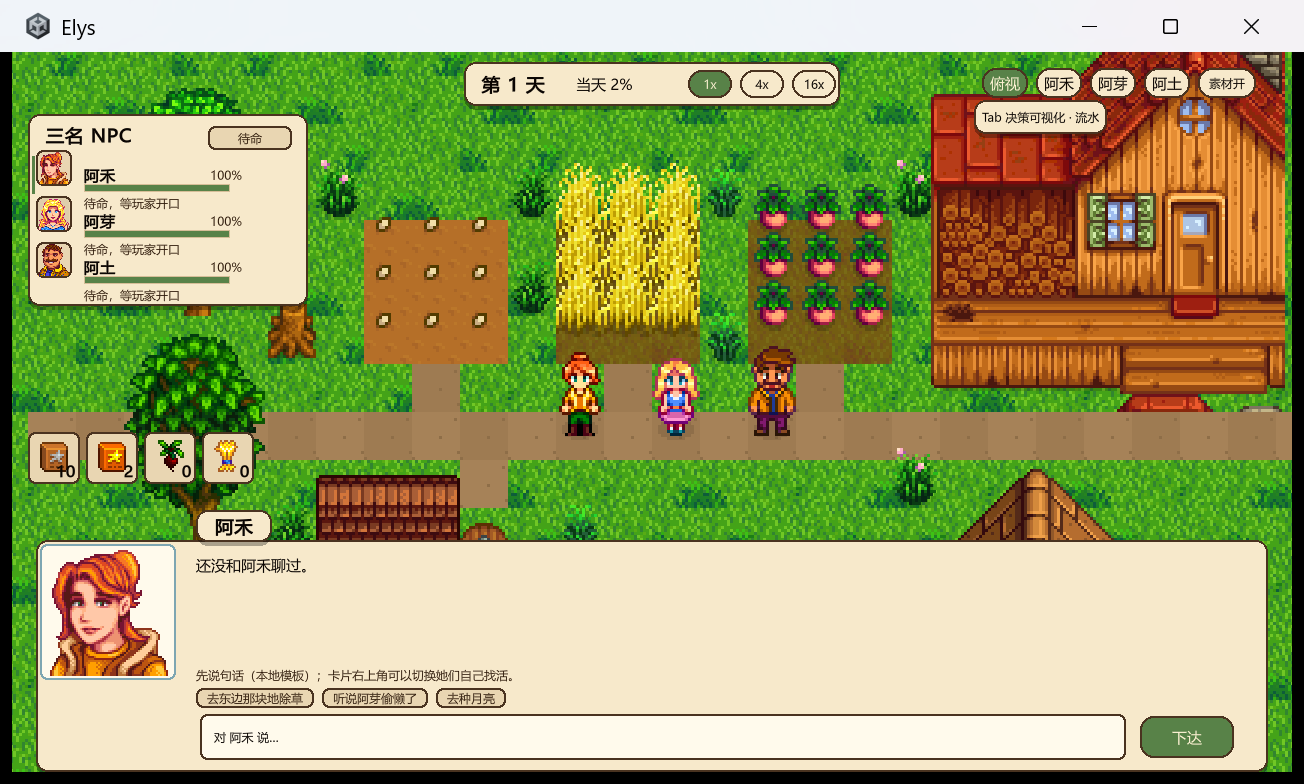 Elys
第 1 天 当天 2% 1x 4x 16x
俯视 阿禾 阿芽 阿土 素材开
Tab 决策可视化 · 流水
三名 NPC 待命
阿禾 100%
待命，等玩家开口
阿芽 100%
待命，等玩家开口
阿土 100%
待命，等玩家开口
10 2 0 0
阿禾
还没和阿禾聊过。
先说句话（本地模板）；卡片右上角可以切换她们自己找活。
去东边那块地除草 听说阿芽偷懒了 去种月亮
对 阿禾 说... 下达